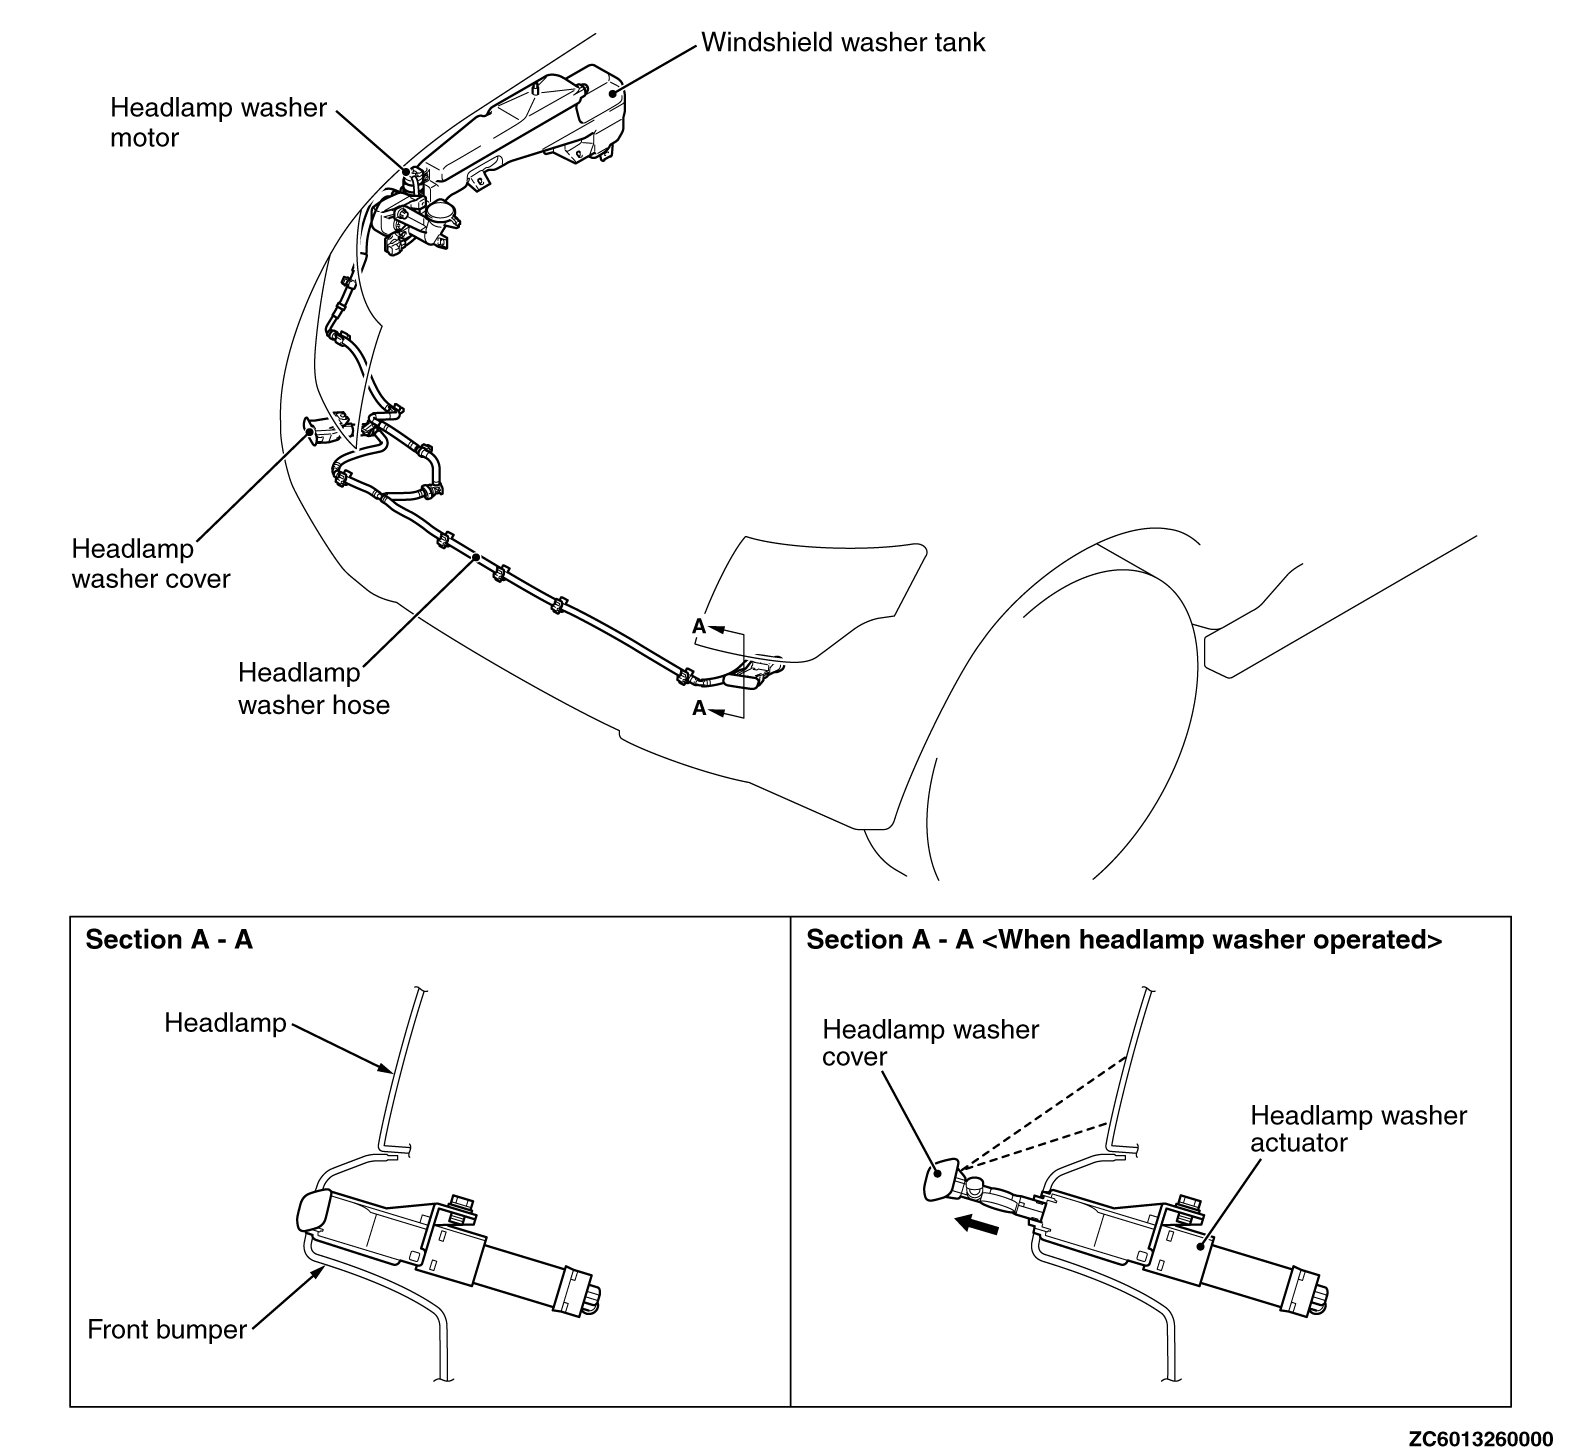 Windshield washer tank
Headlamp washer
motor
Headlamp
washer cover
Headlamp
washer hose
A
A
Section A - A
Headlamp
Front bumper
Section A - A <When headlamp washer operated>
Headlamp washer
cover
Headlamp washer
actuator
ZC6013260000